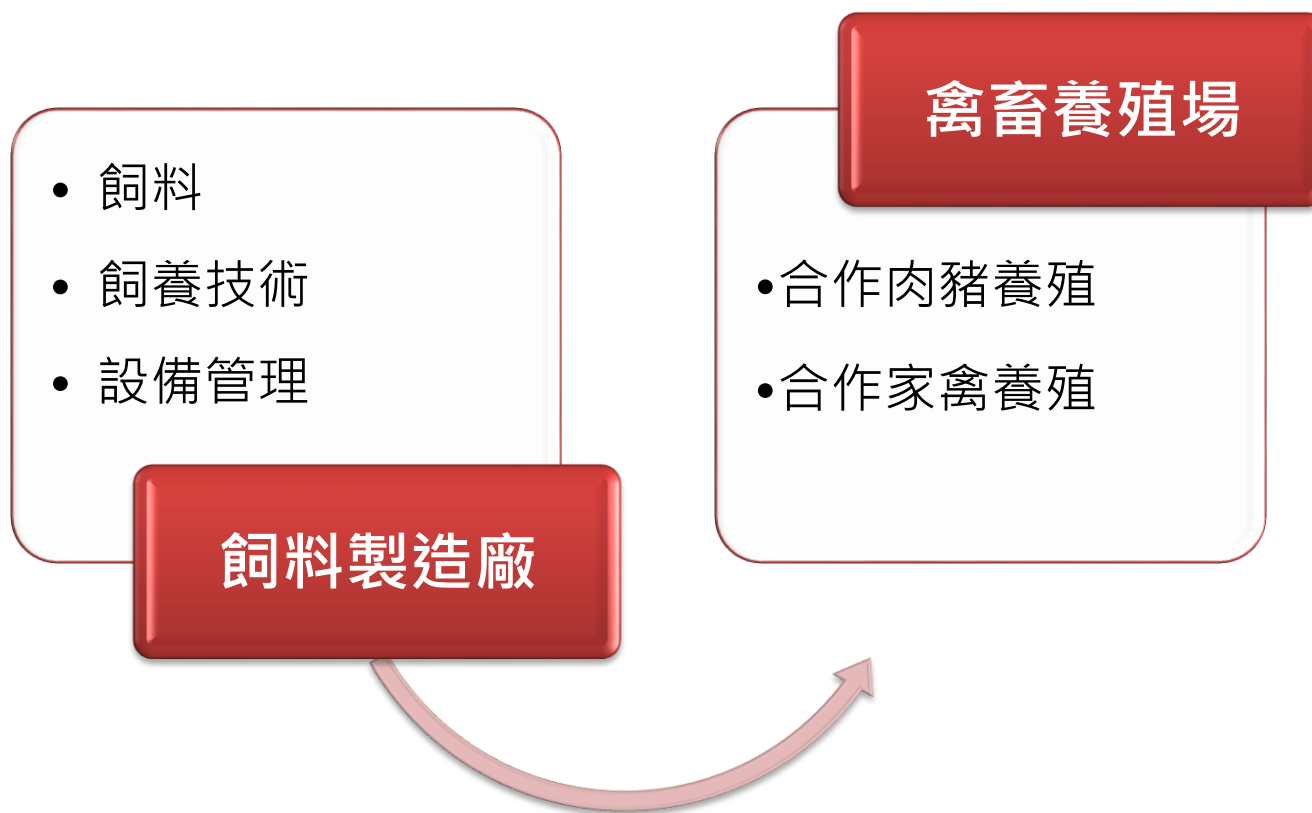 • 飼料
• 飼養技術
• 設備管理
飼料製造廠
禽畜養殖場
•合作肉豬養殖
•合作家禽養殖